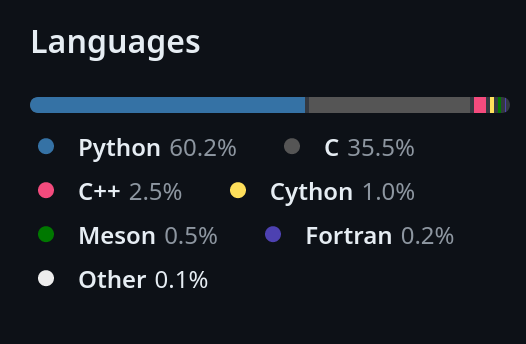 Languages
Python 60.2% C 35.5%
C++ 2.5% Cython 1.0%
Meson 0.5% Fortran 0.2%
Other 0.1%